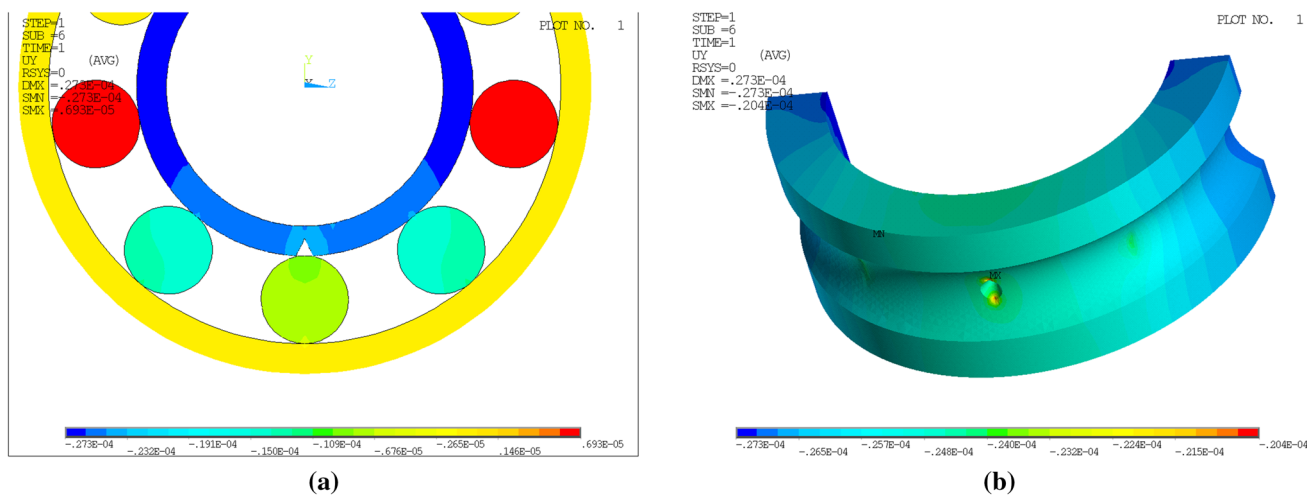 STEP=1
SUB =6
TIME=1
UY (AVG)
RSYS=0
DMX =.273E-04
SMN =-.273E-04
SMX =.693E-05
PLOT NO. 1
Y
X Z
-.273E-04 -.191E-04 -.109E-04 -.265E-05 .693E-05
-.232E-04 -.150E-04 -.676E-05 .146E-05
(a)
STEP=1
SUB =6
TIME=1
UY (AVG)
RSYS=0
DMX =.273E-04
SMN =-.273E-04
SMX =-.204E-04
PLOT NO. 1
MN
MX
-.273E-04 -.257E-04 -.240E-04 -.224E-04 -.204E-04
-.265E-04 -.248E-04 -.232E-04 -.215E-04
(b)